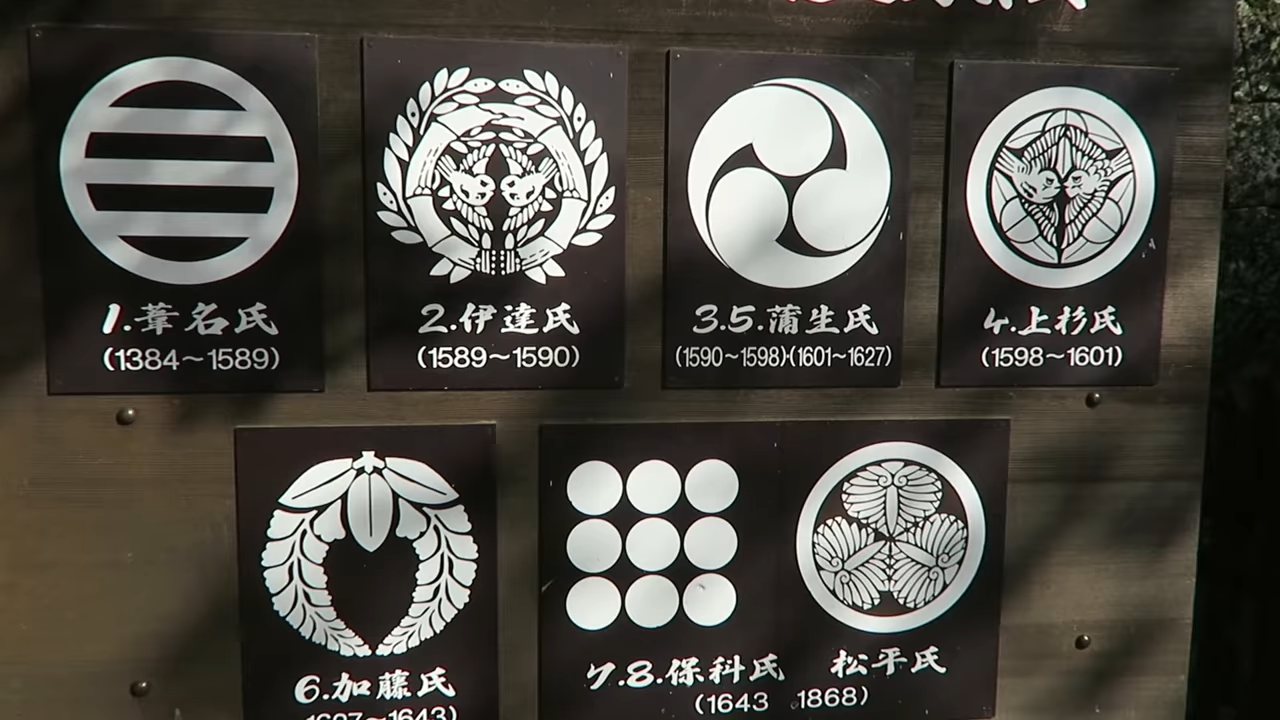 1.葦名氏
(1384〜1589)
2.伊達氏
(1589〜1590)
3.5.蒲生氏
(1590〜1598)・(1601〜1627)
4.上杉氏
(1598〜1601)
6.加藤氏
1627〜1643)
7.8.保科氏 松平氏
(1643 1868)